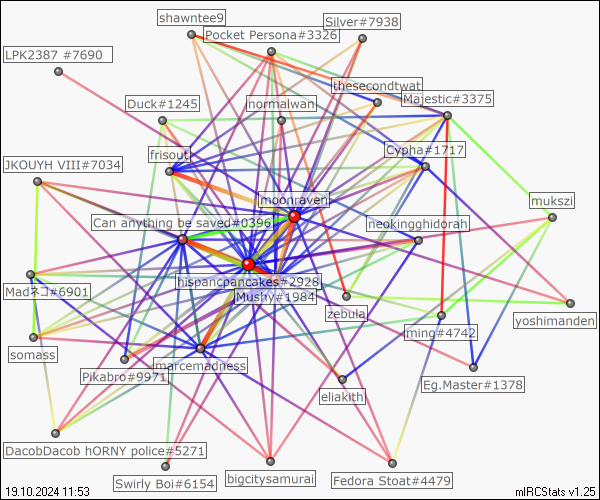 shawntee9
Silver#7938
Pocket Persona#3326
LPK2387 #7690
thesecondtwat
Majestic#3375
Duck#1245
normalwan
frisout
Cypha#1717
JKOUYH VIII#7034
moonraven
mukszi
Can anything be saved#0396
neokingghidorah
hispancpancakes#2928
Madネコ#6901
Mushy#1984
zebula
yoshimanden
ming#4742
somass
marcemadness
Pikabro#9971
Eg.Master#1378
eliakith
DacobDacob hORNY police#5271
bigcitysamurai
Fedora Stoat#4479
Swirly Boi#6154
19.10.2024 11:53
mIRCStats v1.25